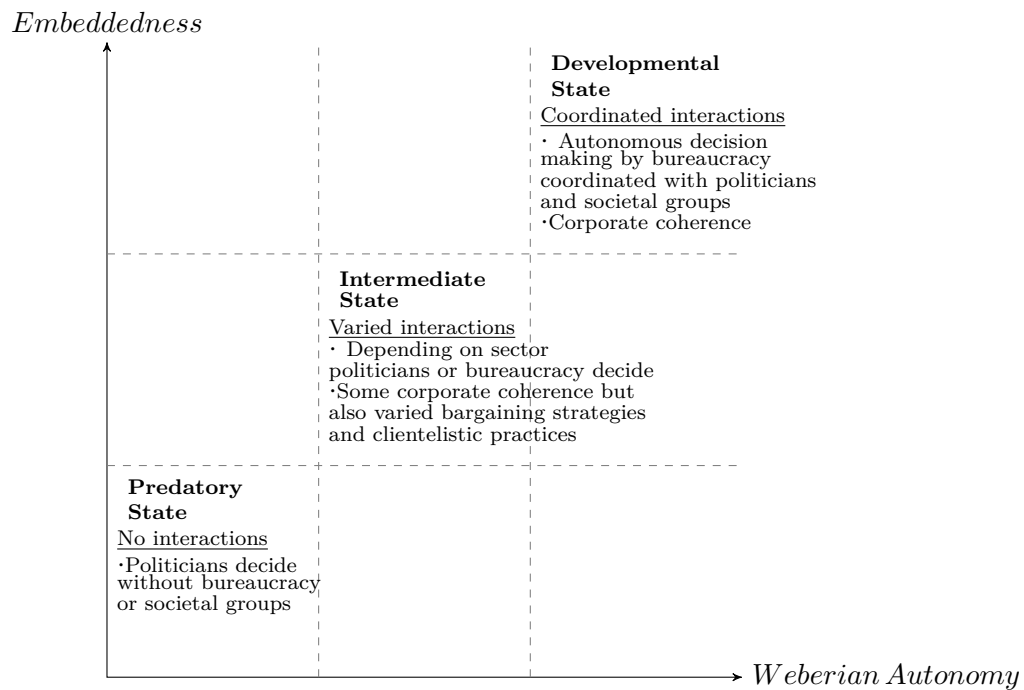 Embeddedness
Developmental
State
Coordinated interactions
· Autonomous decision
making by bureaucracy
coordinated with politicians
and societal groups
·Corporate coherence
Intermediate
State
Varied interactions
· Depending on sector
politicians or bureaucracy decide
·Some corporate coherence but
also varied bargaining strategies
and clientelistic practices
Predatory
State
No interactions
·Politicians decide
without bureaucracy
or societal groups
Weberian Autonomy